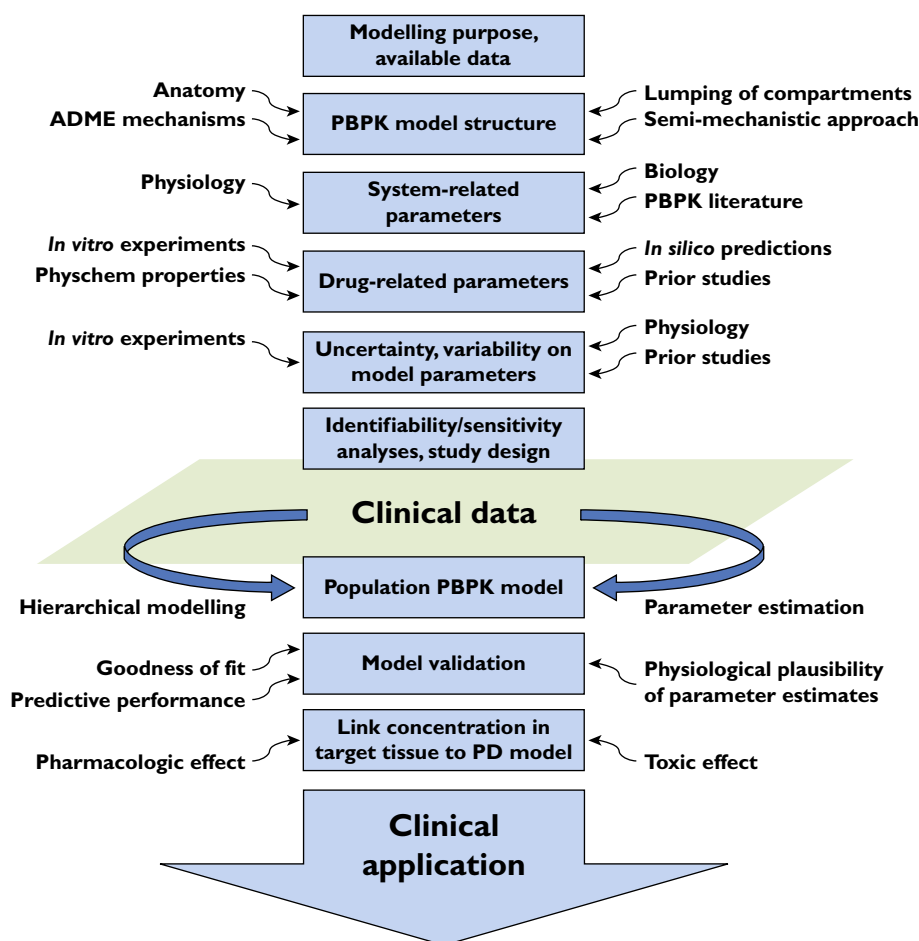 Modelling purpose,
available data
Anatomy
ADME mechanisms
PBPK model structure
Lumping of compartments
Semi-mechanistic approach
Physiology
System-related
parameters
Biology
PBPK literature
In vitro experiments
Physchem properties
Drug-related parameters
In silico predictions
Prior studies
In vitro experiments
Uncertainty, variability on
model parameters
Physiology
Prior studies
Identifiability/sensitivity
analyses, study design
Clinical data
Population PBPK model
Hierarchical modelling
Parameter estimation
Goodness of fit
Predictive performance
Model validation
Physiological plausibility
of parameter estimates
Pharmacologic effect
Link concentration in
target tissue to PD model
Toxic effect
Clinical
application